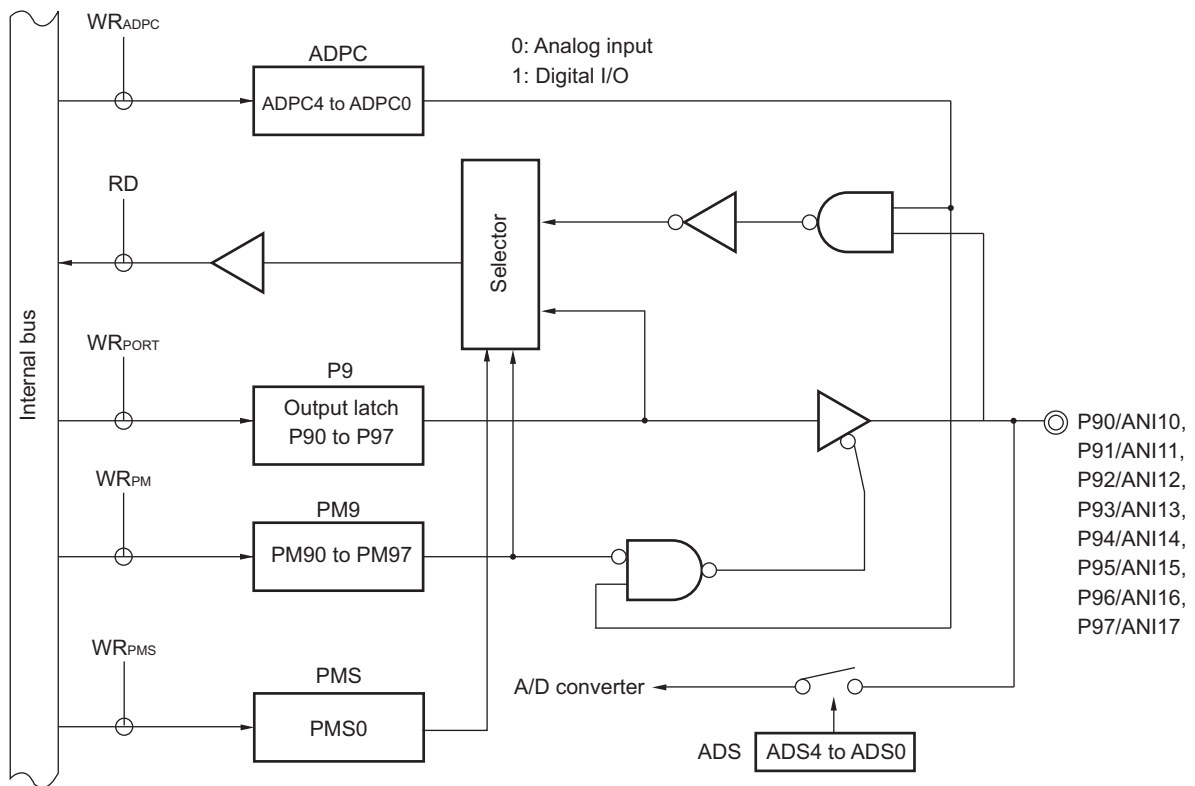 WRADPC
ADPC
0: Analog input
1: Digital I/O
ADPC4 to ADPC0
RD
Selector
Internal bus
WRPORT
P9
Output latch
P90 to P97
P90/ANI10,
P91/ANI11,
P92/ANI12,
P93/ANI13,
P94/ANI14,
P95/ANI15,
P96/ANI16,
P97/ANI17
WRPM
PM9
PM90 to PM97
WRPMS
PMS
PMS0
A/D converter
ADS
ADS4 to ADS0